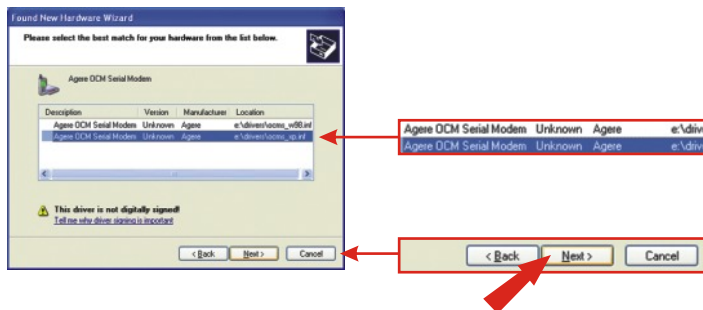 Found New Hardware Wizard
Please select the best match for your hardware from the list below.
Agere OCM Serial Modem
Description Version Manufacturer Location
Agere OCM Serial Modem Unknown Agere e:\drivers\ocms_w98.inf
Agere OCM Serial Modem Unknown Agere e:\drivers\ocms_xp.inf
This driver is not digitally signed!
Tell me why driver signing is important
< Back Next > Cancel
Agere OCM Serial Modem Unknown Agere e:\drive
Agere OCM Serial Modem Unknown Agere e:\drive
< Back Next > Cancel